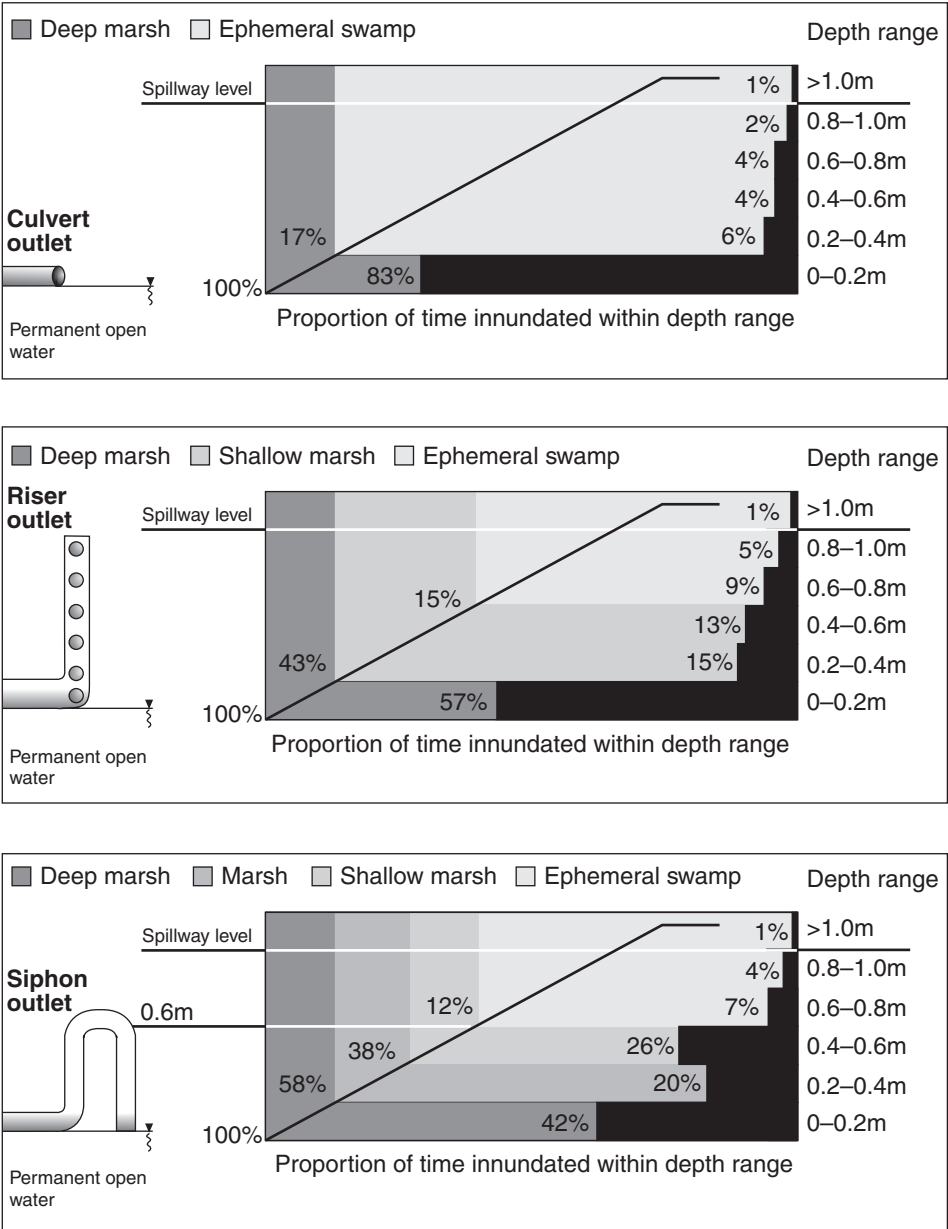 Deep marsh Ephemeral swamp Depth range
Spillway level 1% >1.0m
2% 0.8–1.0m
4% 0.6–0.8m
4% 0.4–0.6m
Culvert
outlet
17% 6% 0.2–0.4m
100% 83% 0–0.2m
Proportion of time innundated within depth range
Permanent open
water
Deep marsh Shallow marsh Ephemeral swamp Depth range
Riser
outlet
Spillway level 1% >1.0m
5% 0.8–1.0m
15% 9% 0.6–0.8m
13% 0.4–0.6m
43% 15% 0.2–0.4m
100% 57% 0–0.2m
Proportion of time innundated within depth range
Permanent open
water
Deep marsh Marsh Shallow marsh Ephemeral swamp Depth range
Spillway level 1% >1.0m
4% 0.8–1.0m
Siphon
outlet
0.6m 12% 7% 0.6–0.8m
38% 26% 0.4–0.6m
58% 20% 0.2–0.4m
100% 42% 0–0.2m
Proportion of time innundated within depth range
Permanent open
water